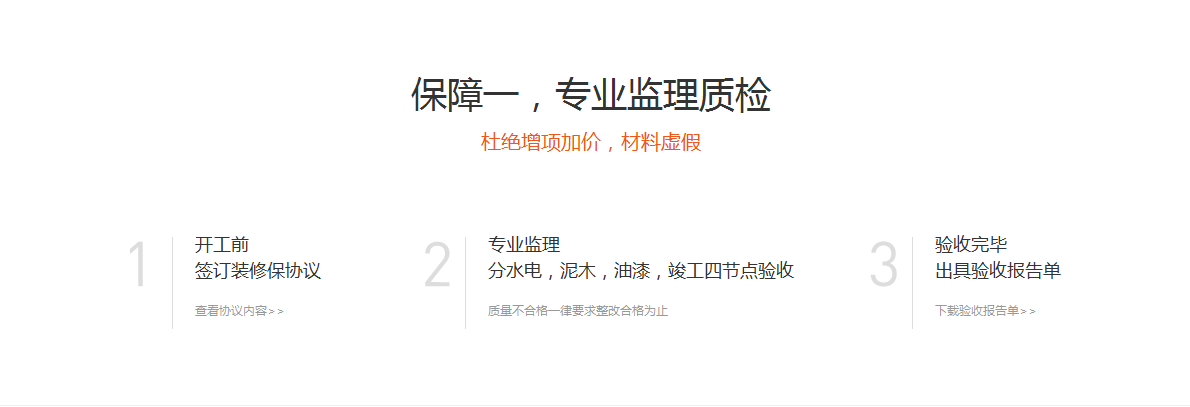 保障一，专业监理质检
杜绝增项加价，材料虚假
1
开工前
签订装修保协议
查看协议内容>>
2
专业监理
分水电，泥木，油漆，竣工四节点验收
质量不合格一律要求整改合格为止
3
验收完毕
出具验收报告单
下载验收报告单>>